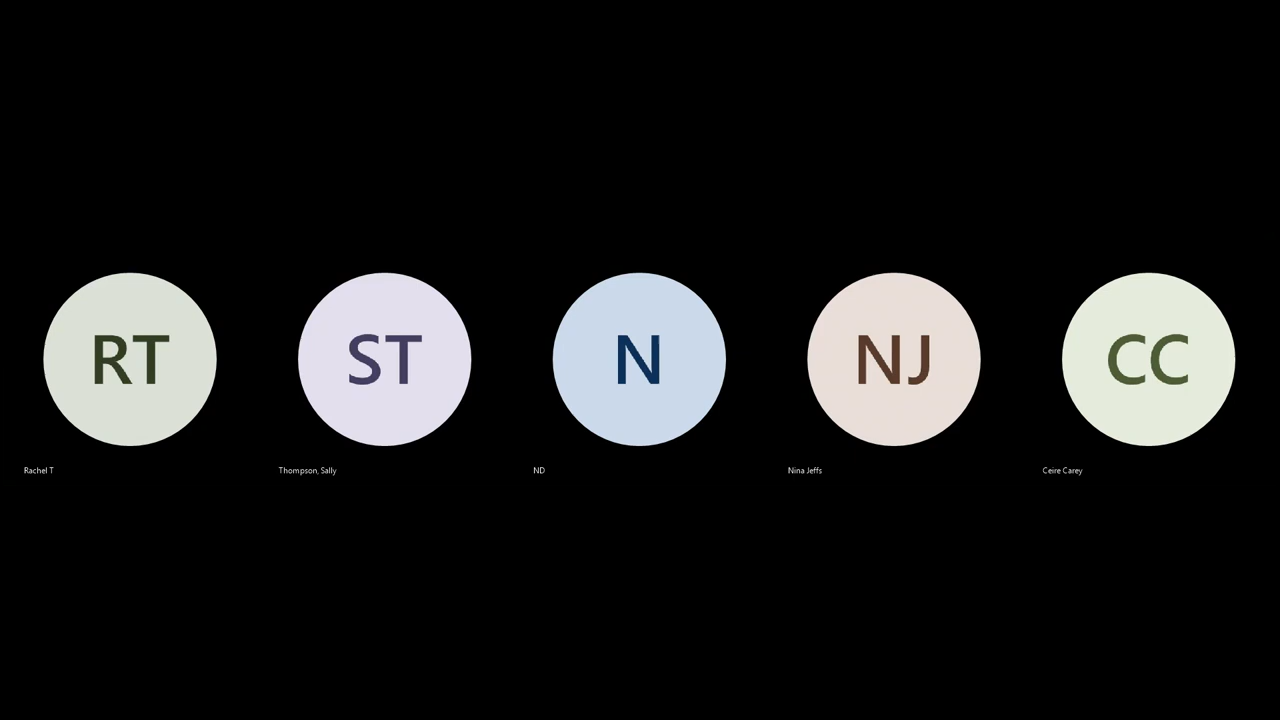 RT
ST
N
NJ
CC
Rachel T
Thompson, Sally
ND
Nina Jeffs
Ceire Carey